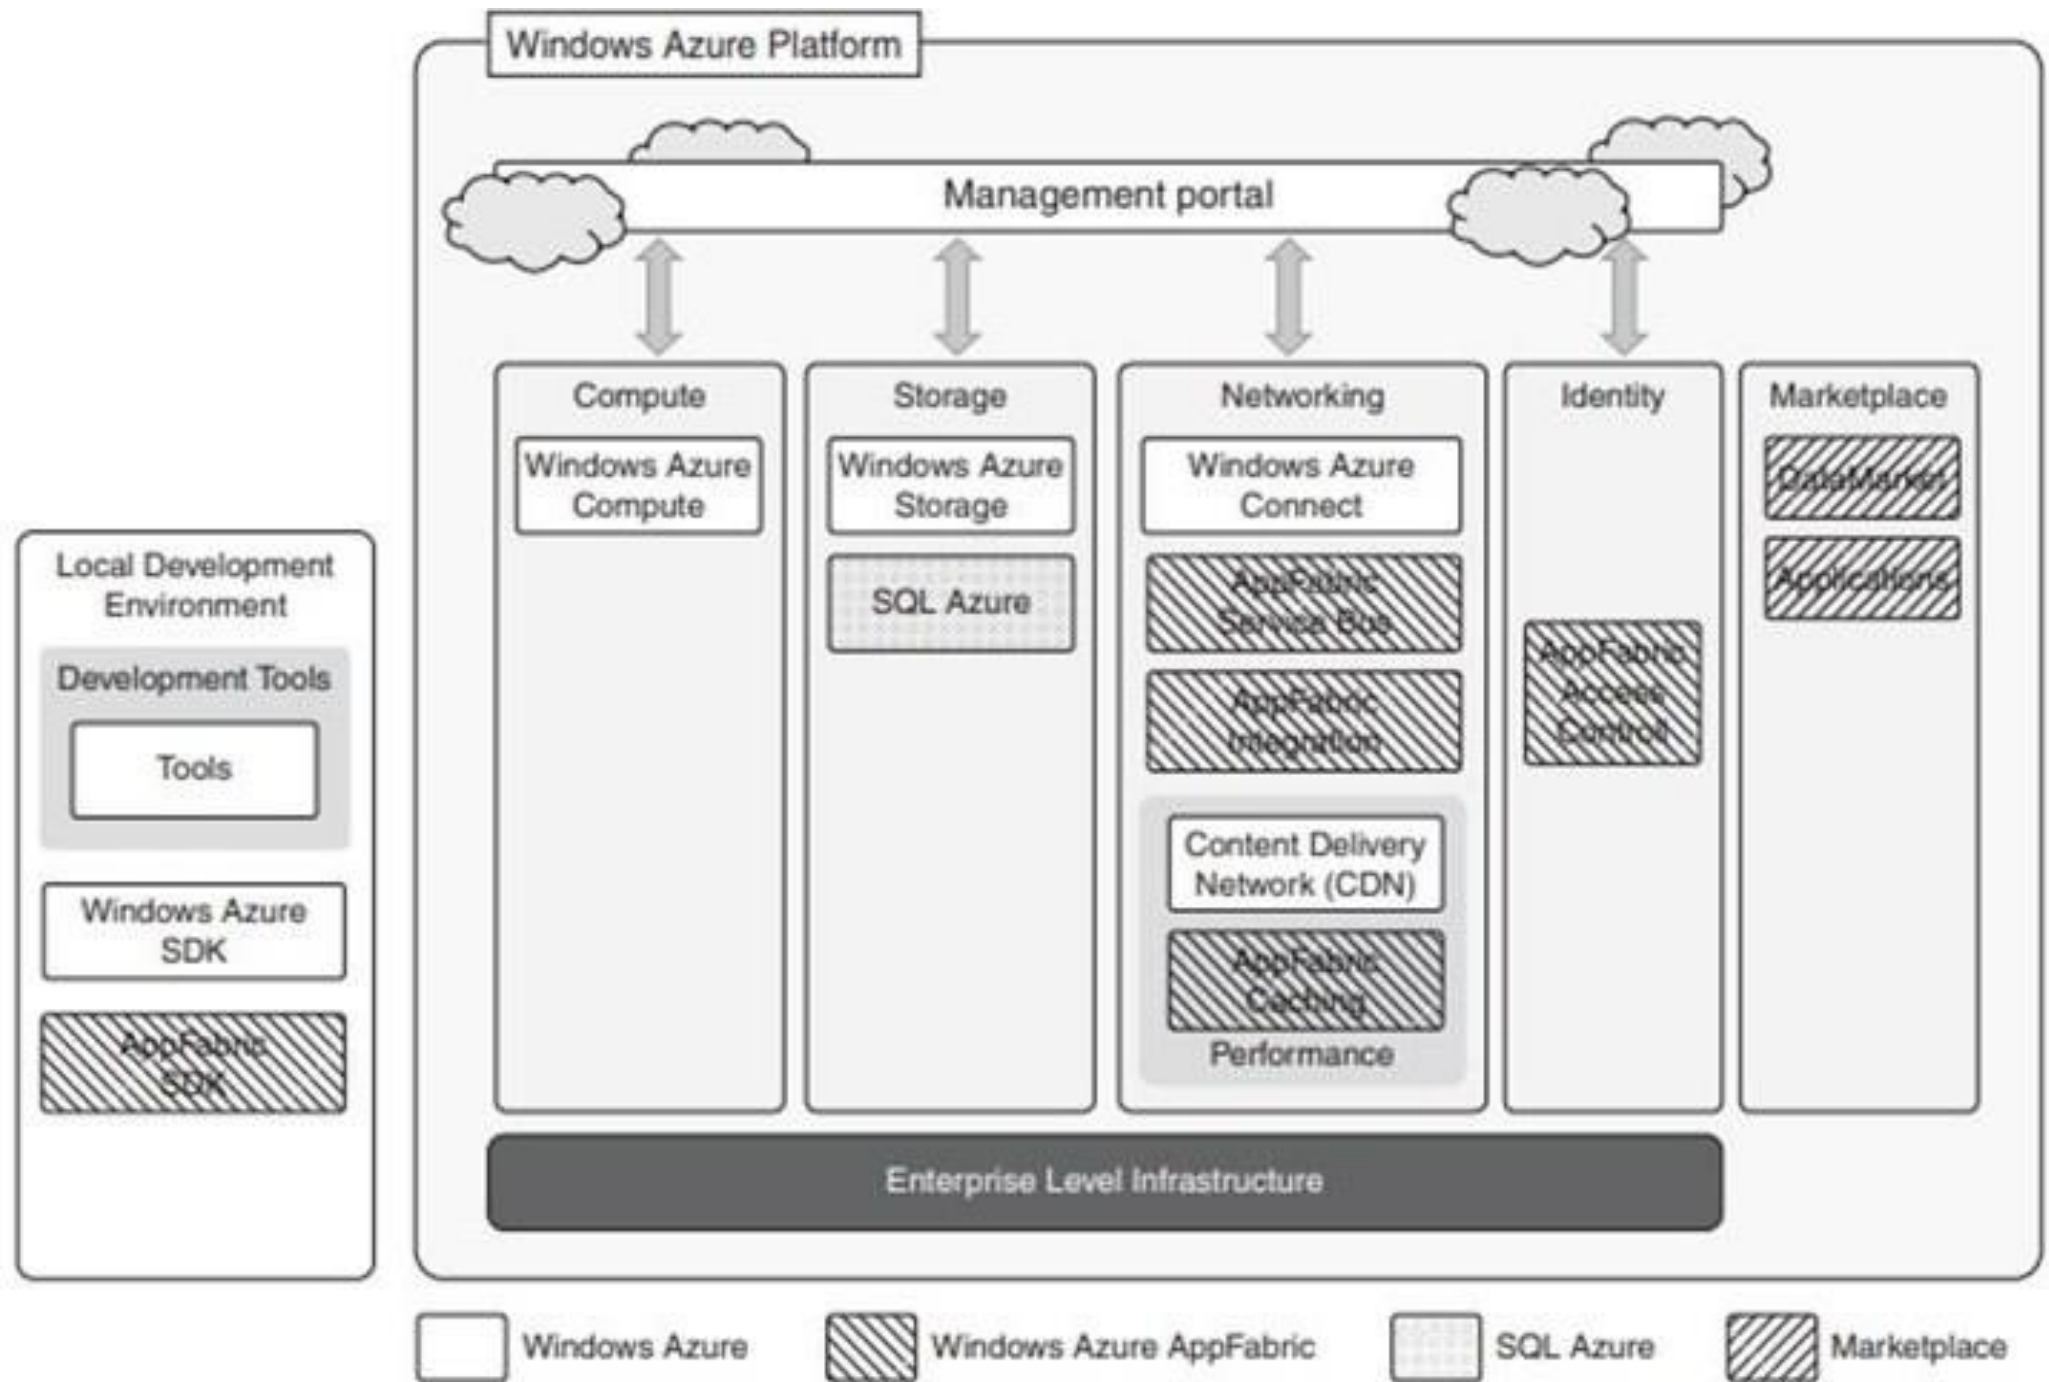 Windows Azure Platform
Management portal
Compute
Windows Azure
Compute
Storage
Windows Azure
Storage
SQL Azure
Networking
Windows Azure
Connect
AppFabric
Service Bus
AppFabric
Integration
Content Delivery
Network (CDN)
AppFabric
Caching
Performance
Identity
AppFabric
Access
Controll
Marketplace
DataMarket
Applications
Local Development
Environment
Development Tools
Tools
Windows Azure
SDK
AppFabric
SDK
Enterprise Level Infrastructure
Windows Azure
Windows Azure AppFabric
SQL Azure
Marketplace